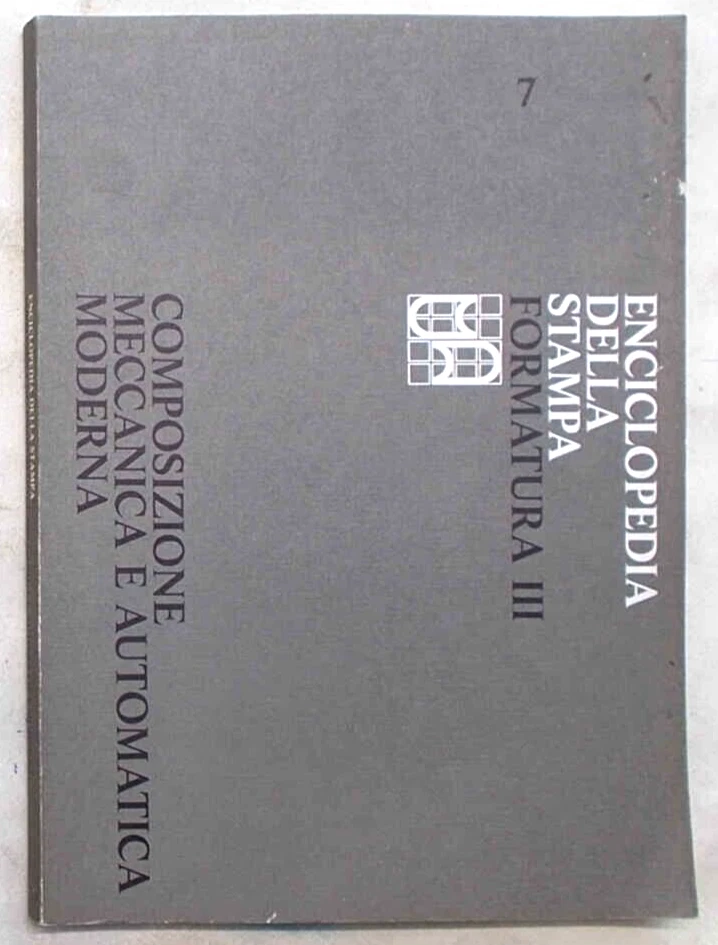 7
ENCICLOPEDIA
DELLA
STAMPA
FORMATURA III
COMPOSIZIONE
MECCANICA E AUTOMATICA
MODERNA
ENCICLOPEDIA DELLA STAMPA